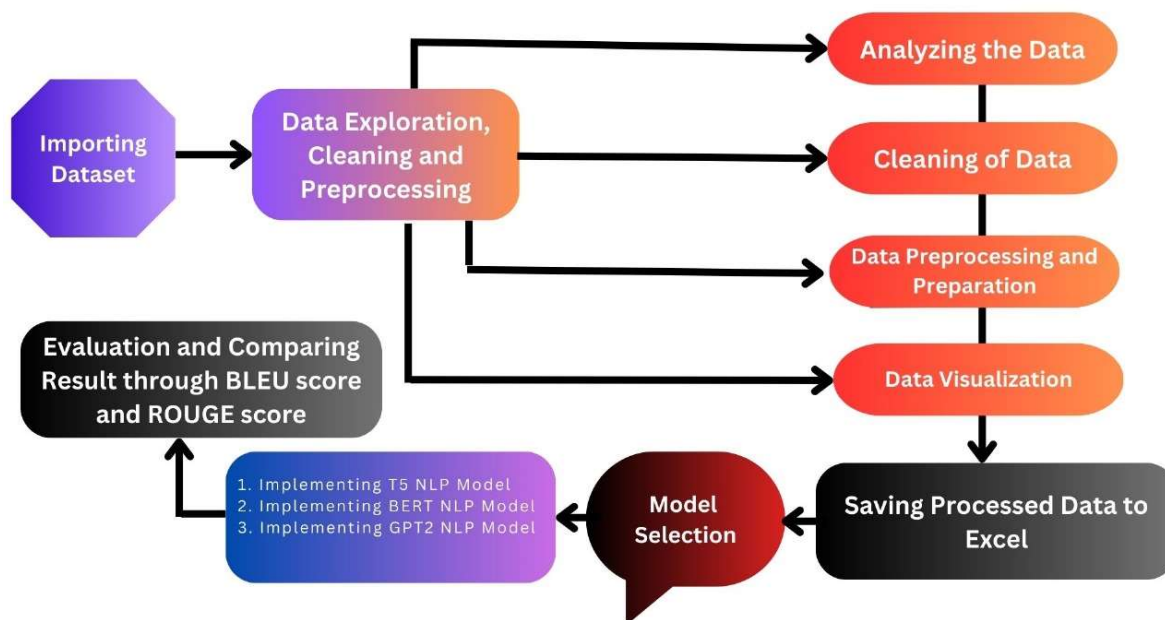 Importing
Dataset
Data Exploration,
Cleaning and
Preprocessing
Analyzing the Data
Cleaning of Data
Data Preprocessing and
Preparation
Data Visualization
Saving Processed Data to
Excel
Model
Selection
1. Implementing T5 NLP Model
2. Implementing BERT NLP Model
3. Implementing GPT2 NLP Model
Evaluation and Comparing
Result through BLEU score
and ROUGE score